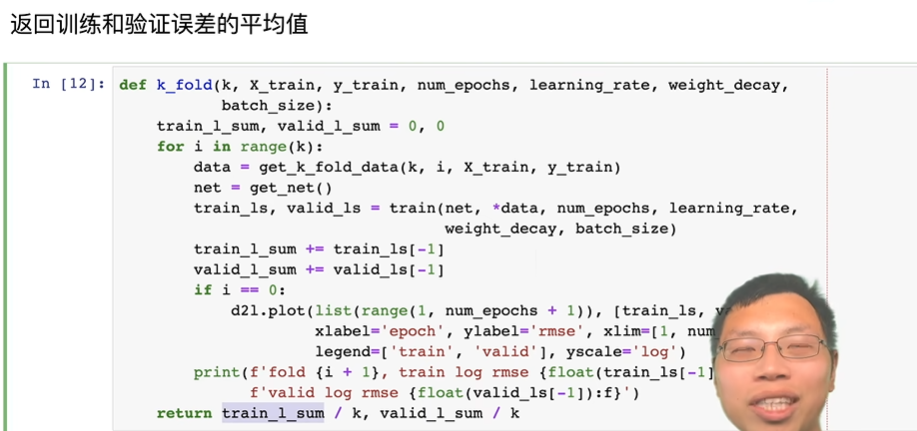 返回训练和验证误差的平均值
In [12]: def k_fold(k, X_train, y_train, num_epochs, learning_rate, weight_decay,
batch_size):
train_l_sum, valid_l_sum = 0, 0
for i in range(k):
data = get_k_fold_data(k, i, X_train, y_train)
net = get_net()
train_ls, valid_ls = train(net, *data, num_epochs, learning_rate,
weight_decay, batch_size)
train_l_sum += train_ls[-1]
valid_l_sum += valid_ls[-1]
if i == 0:
d2l.plot(list(range(1, num_epochs + 1)), [train_ls,
xlabel='epoch', ylabel='rmse', xlim=[1, num
legend=['train', 'valid'], yscale='log')
print(f'fold {i + 1}, train log rmse {float(train_ls[-1]
f'valid log rmse {float(valid_ls[-1]):f}')
return train_l_sum / k, valid_l_sum / k